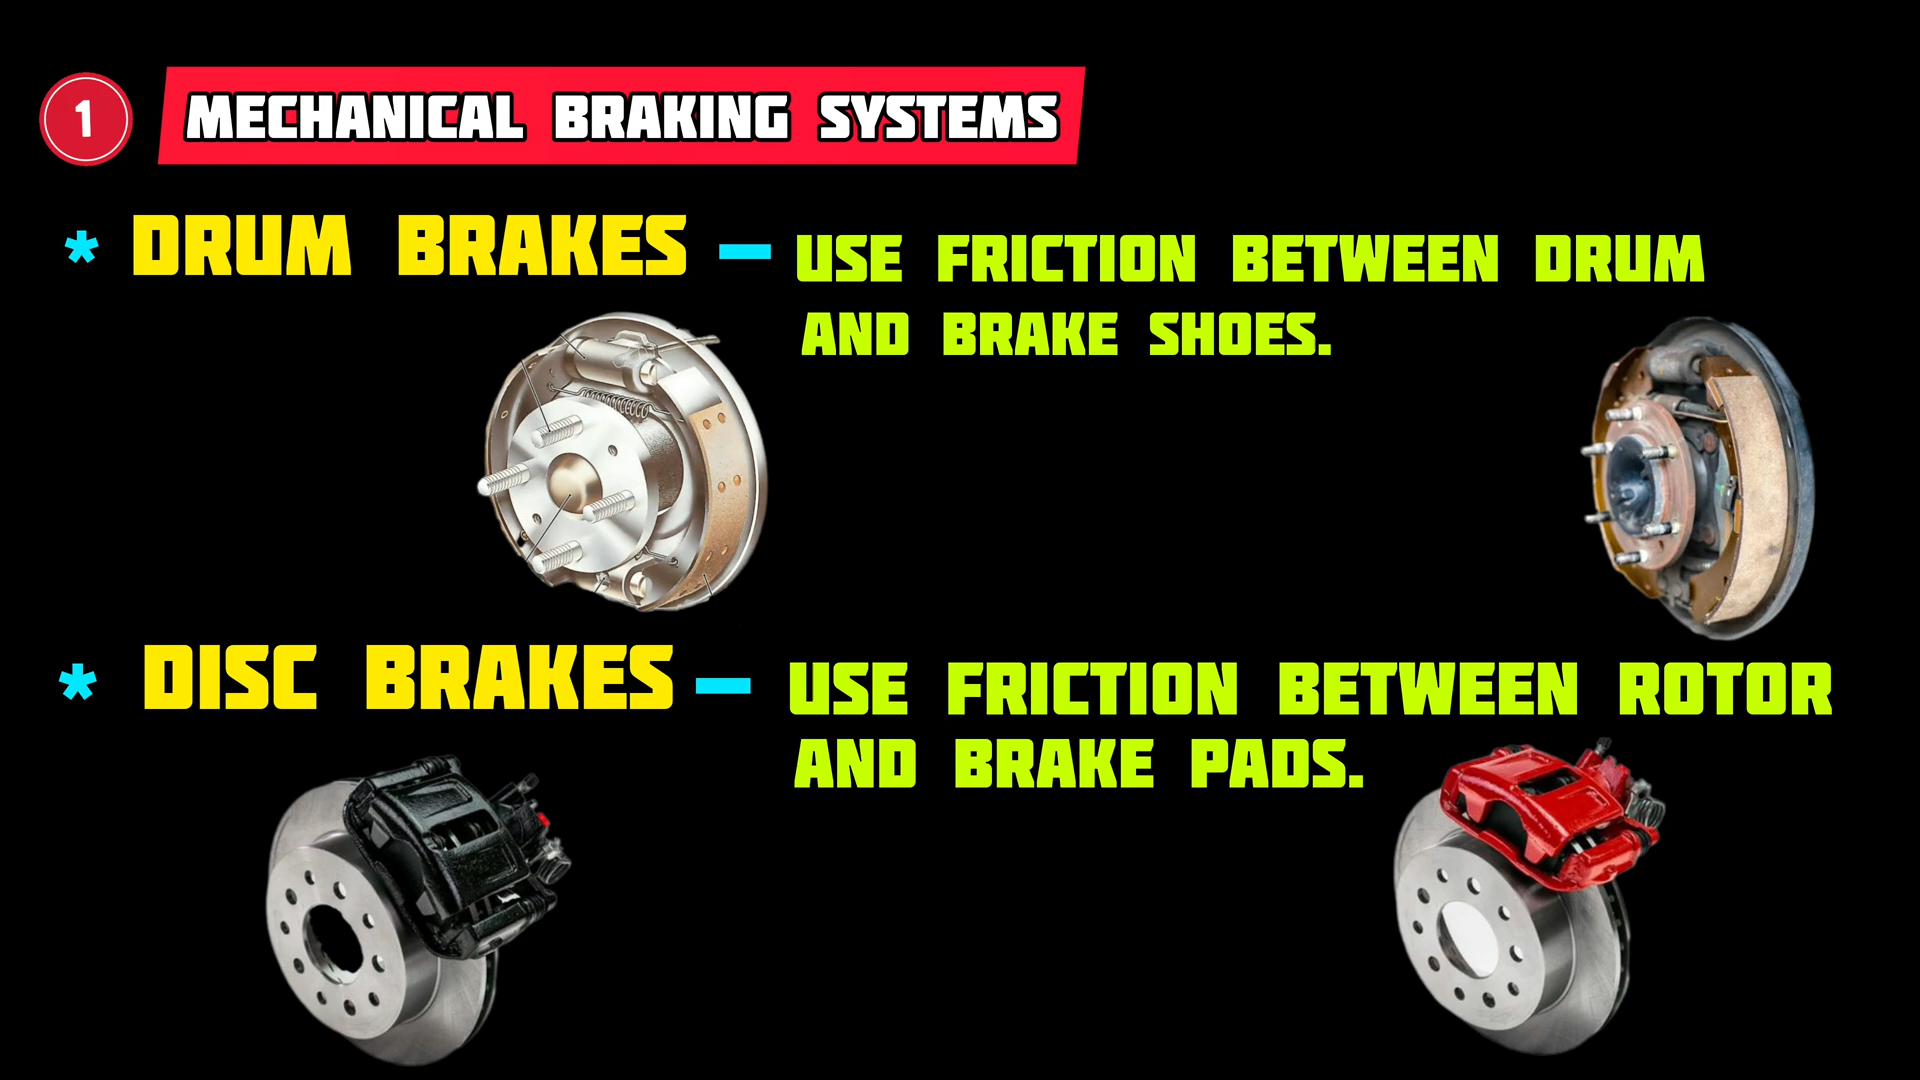 1
MECHANICAL BRAKING SYSTEMS
* DRUM BRAKES - USE FRICTION BETWEEN DRUM
AND BRAKE SHOES.
* DISC BRAKES - USE FRICTION BETWEEN ROTOR
AND BRAKE PADS.